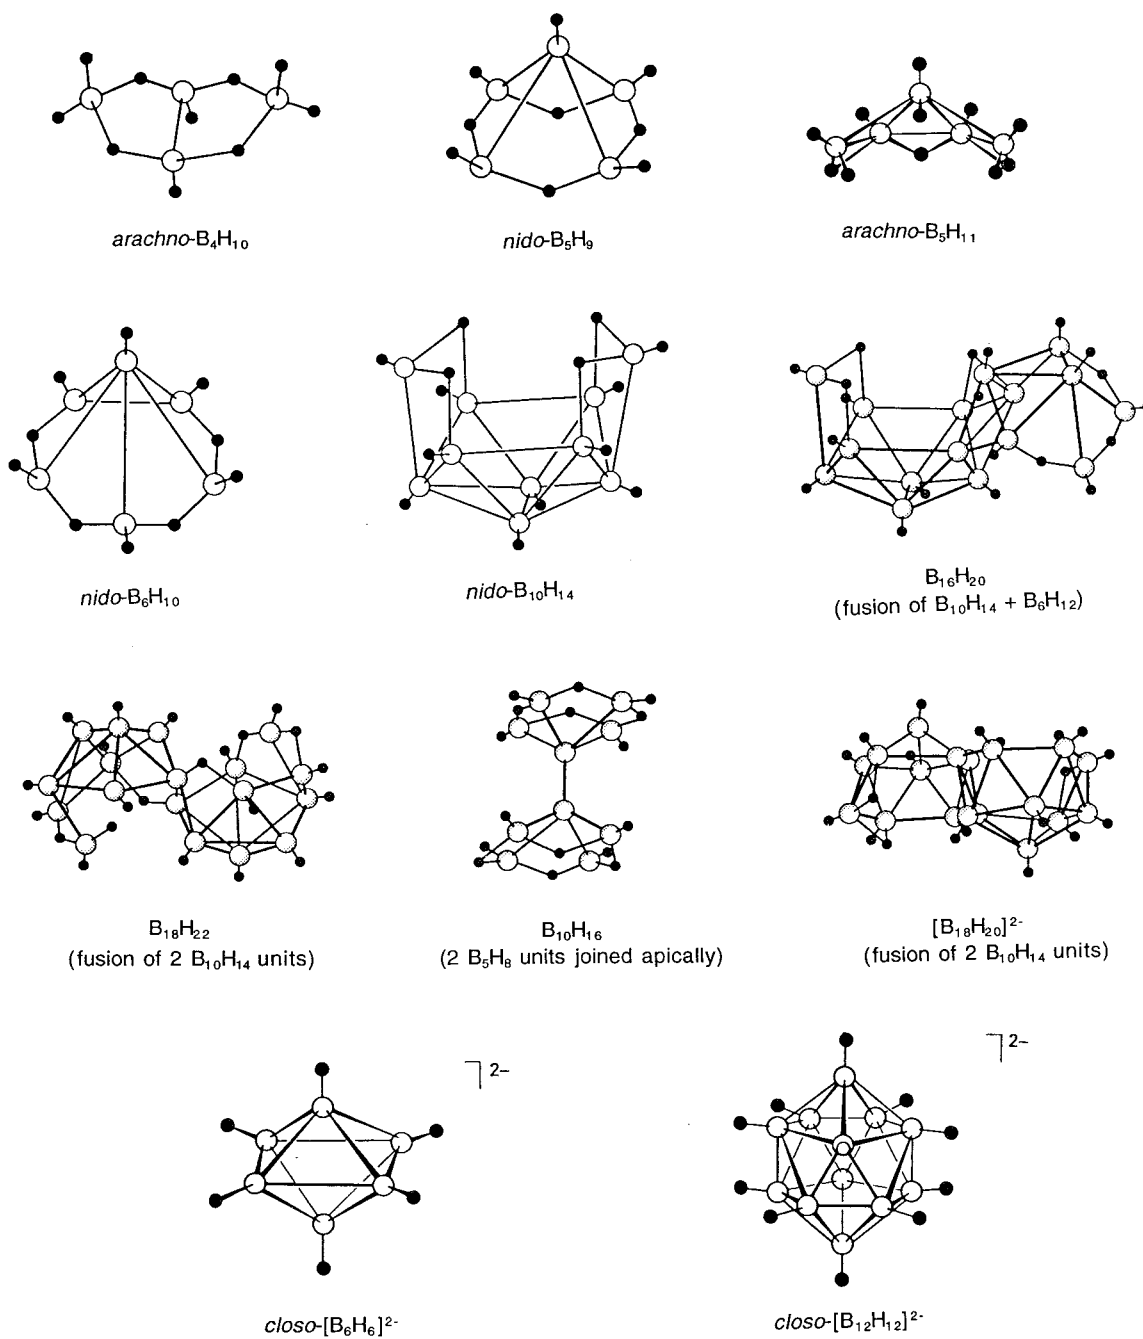 arachno-B₄H₁₀
nido-B₅H₉
arachno-B₅H₁₁
nido-B₆H₁₀
nido-B₁₀H₁₄
B₁₆H₂₀
(fusion of B₁₀H₁₄ + B₆H₁₂)
B₁₈H₂₂
(fusion of 2 B₁₀H₁₄ units)
B₁₀H₁₆
(2 B₅H₈ units joined apically)
[B₁₈H₂₀]²⁻
(fusion of 2 B₁₀H₁₄ units)
2−
2−
closo-[B₆H₆]²⁻
closo-[B₁₂H₁₂]²⁻